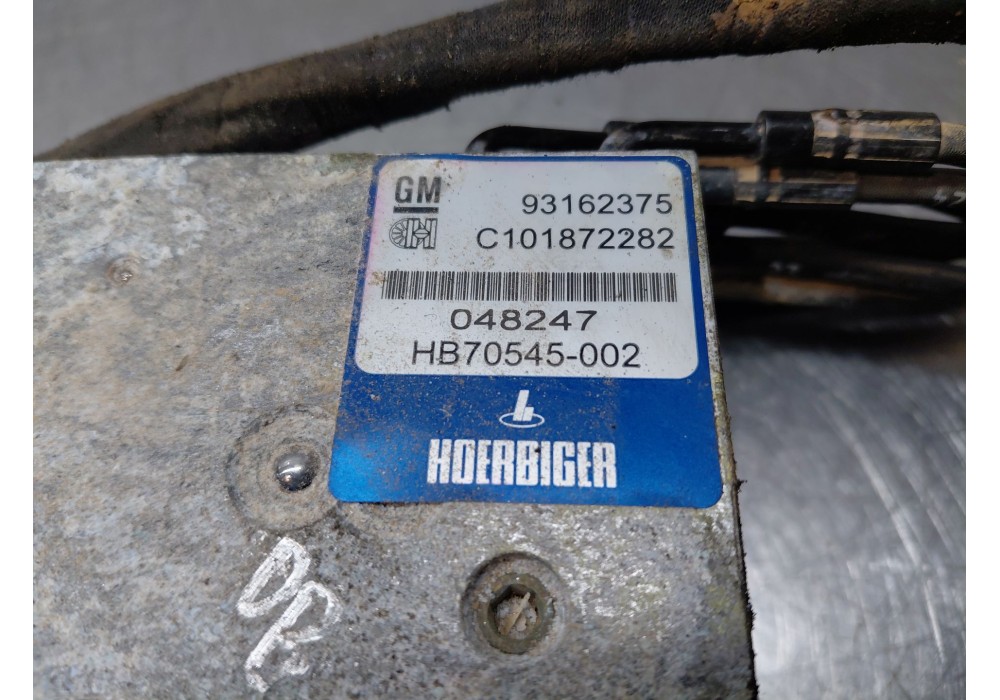 GM
93162375
C101872282
048247
HB70545-002
HOERBIGER